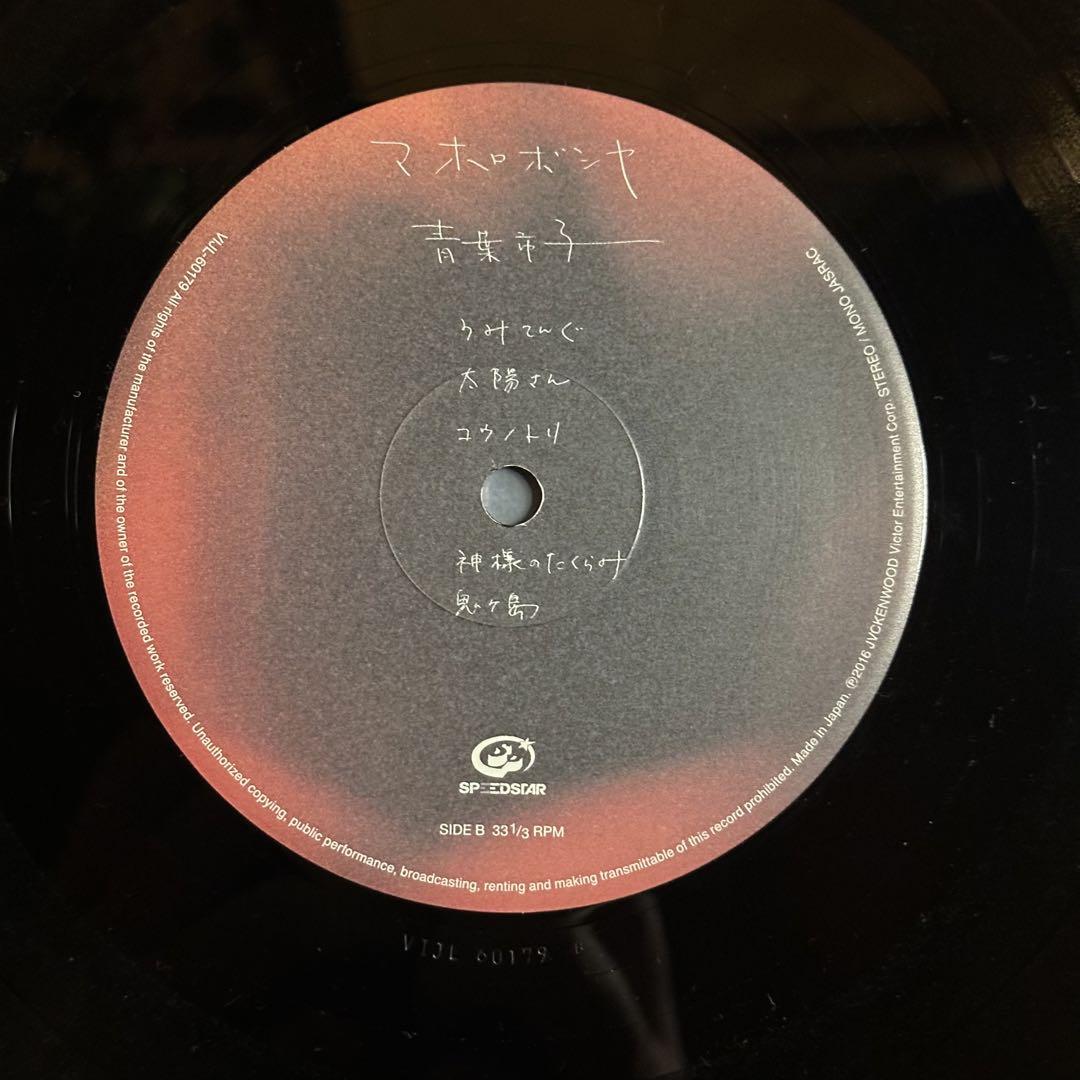 マホロボシヤ
青葉市子
うみてんぐ
太陽さん
コウノトリ
神様のたくらみ
鬼ヶ島
SPEEDSTAR
SIDE B 33 1/3 RPM
VIJL-60179 All rights of the manufacturer and of the owner of the recorded work reserved. Unauthorized copying, public performance, broadcasting, renting and making transmittable of this record prohibited. Made in Japan. ℗2016 JVCKENWOOD Victor Entertainment Corp. STEREO / MONO JASRAC
VIJL 60179 B